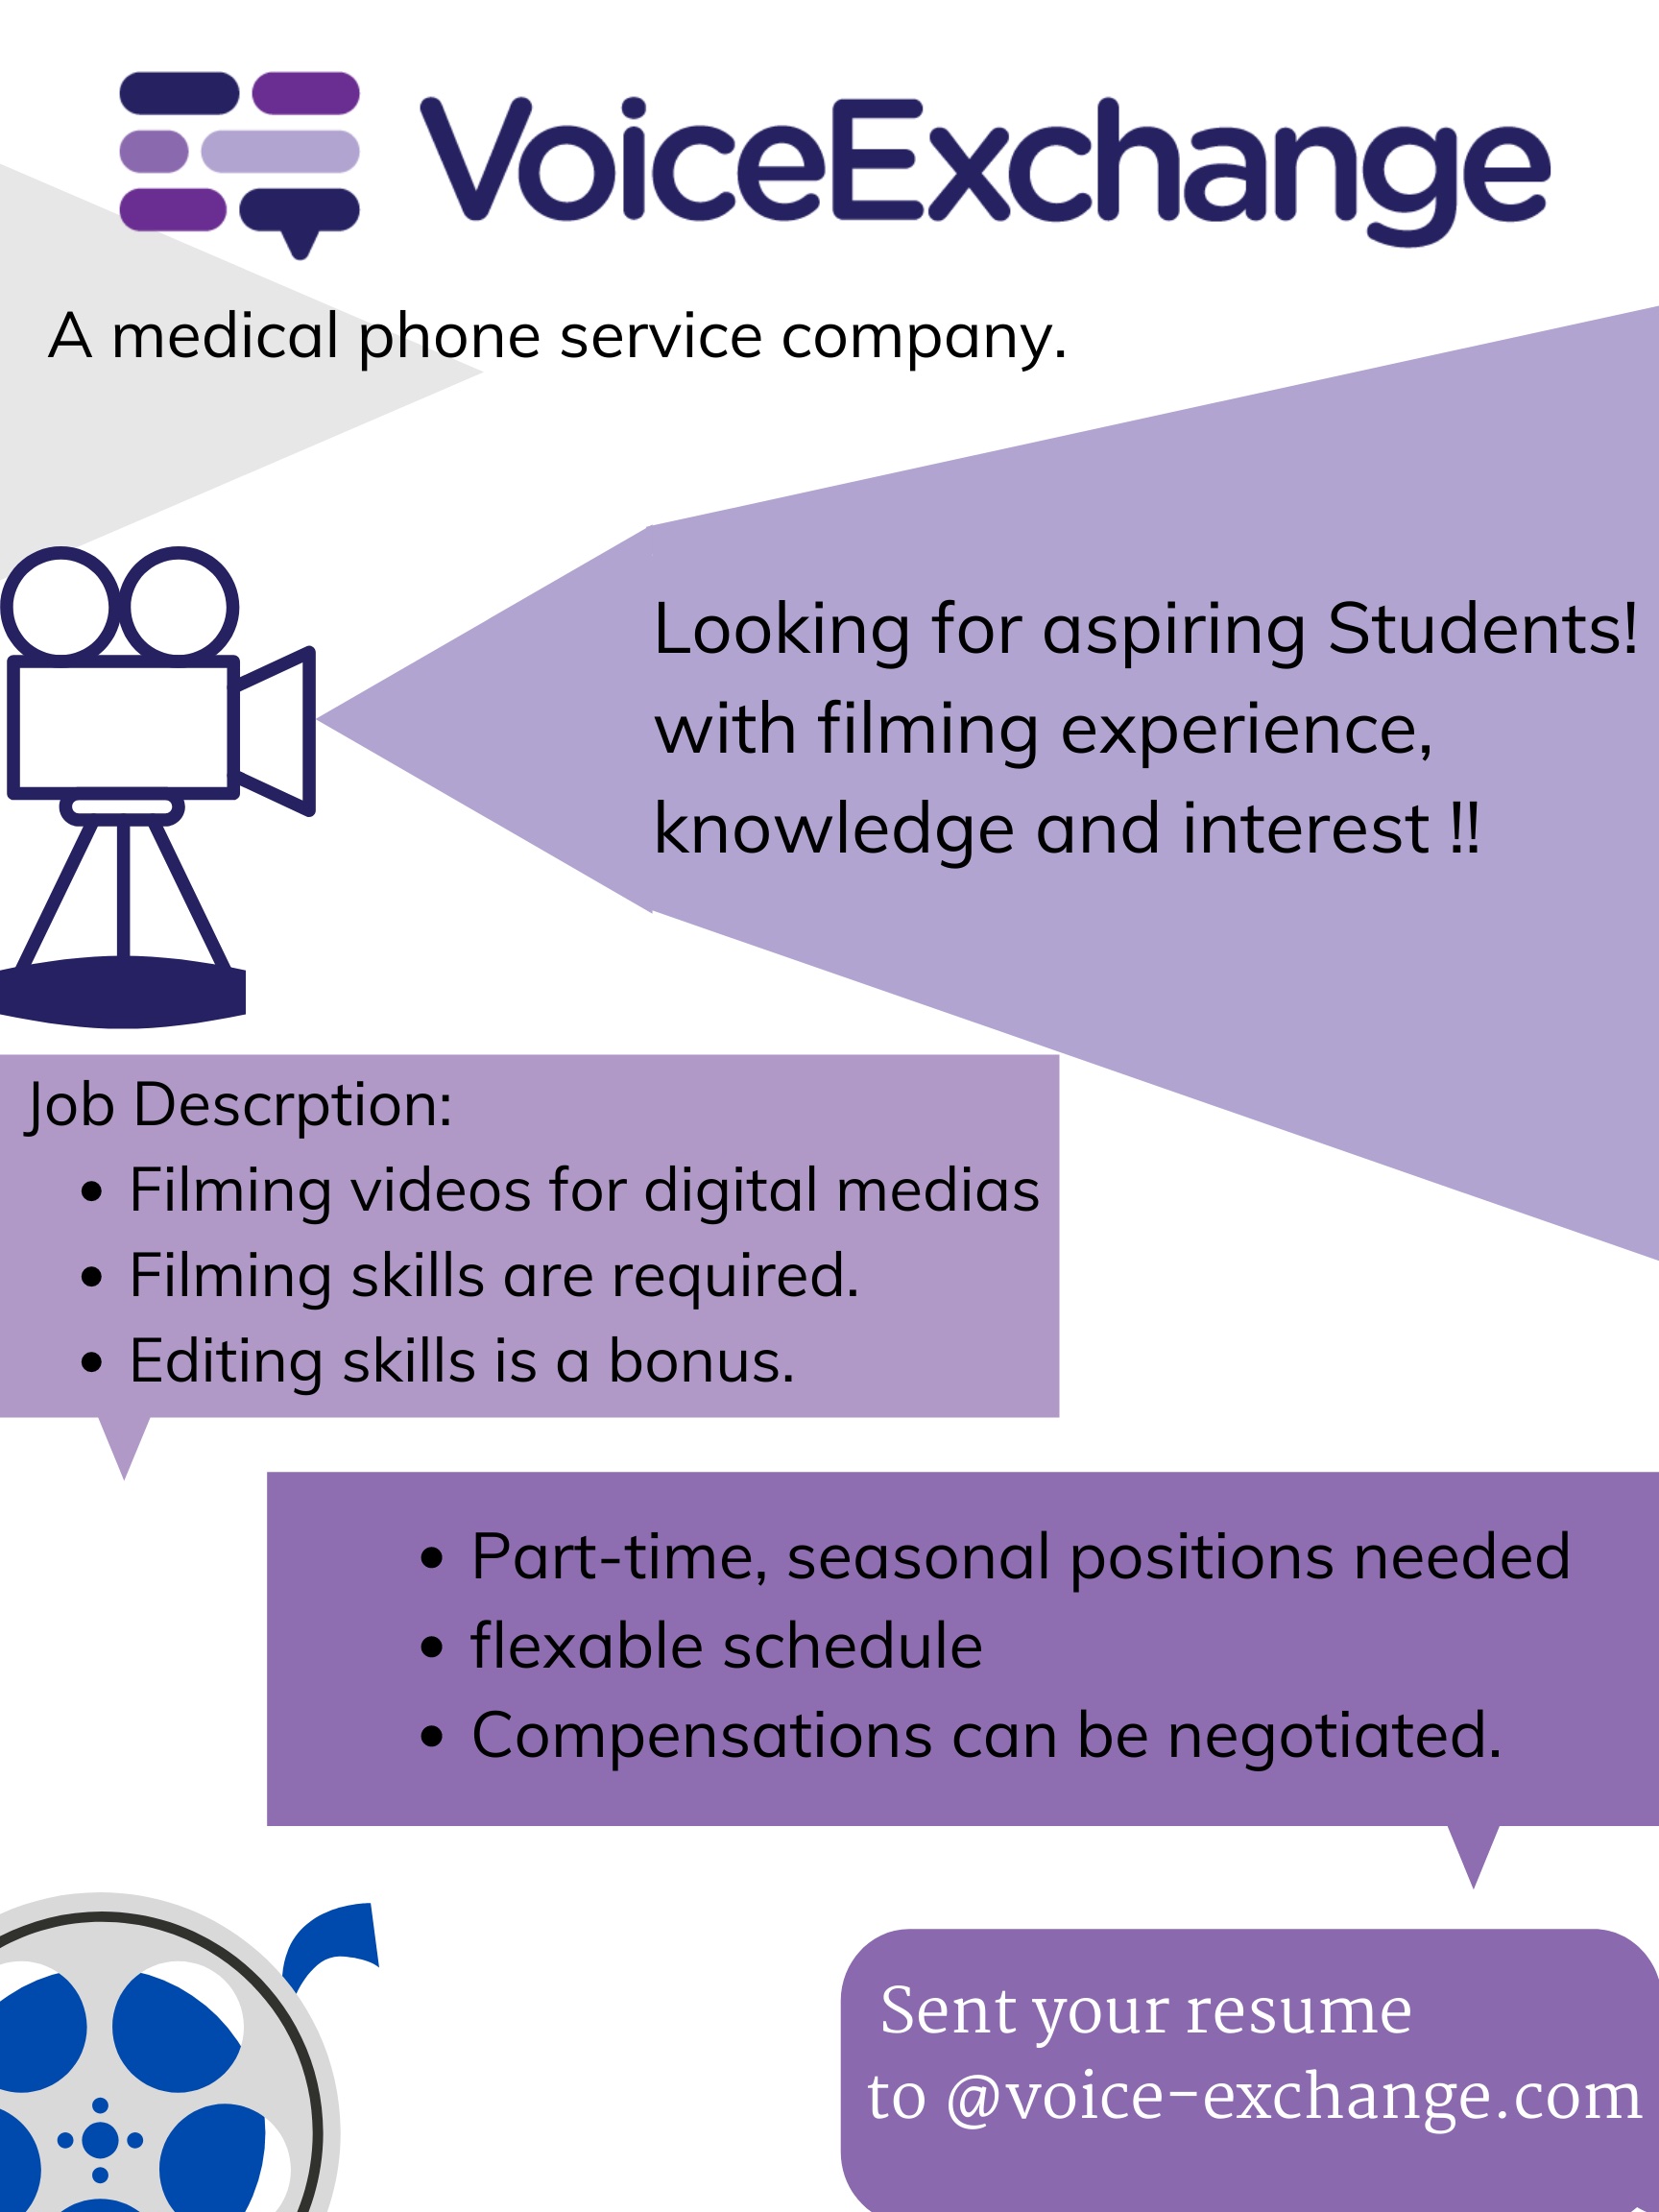 VoiceExchange
A medical phone service company.
Looking for aspiring Students!
with filming experience,
knowledge and interest !!
Job Descrption:
• Filming videos for digital medias
• Filming skills are required.
• Editing skills is a bonus.
• Part-time, seasonal positions needed
• flexable schedule
• Compensations can be negotiated.
Sent your resume
to @voice-exchange.com